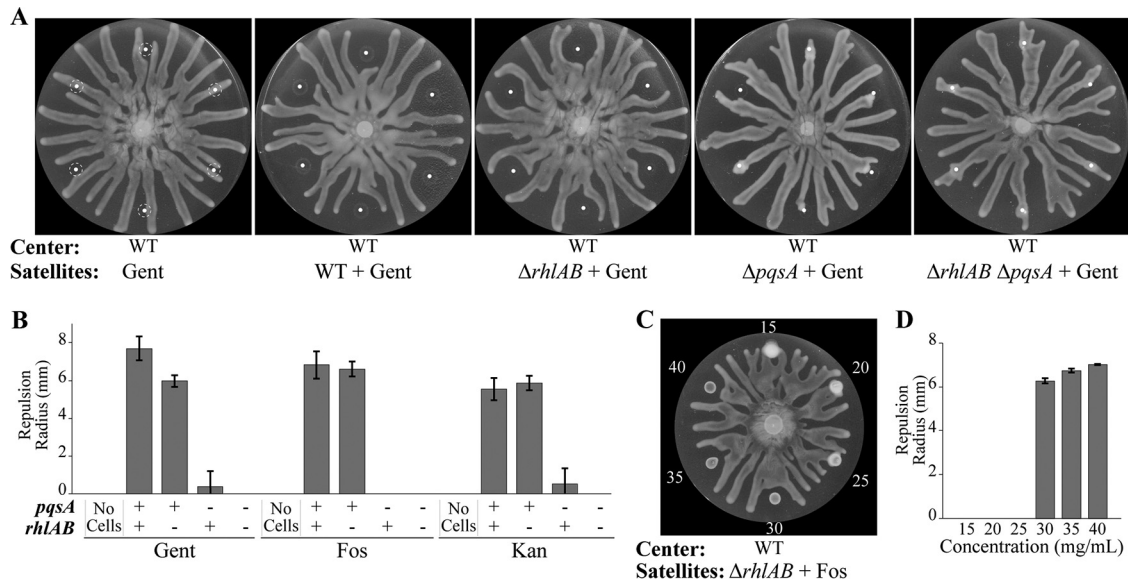 A
Center: WT WT WT WT WT
Satellites: Gent WT + Gent ΔrhlAB + Gent ΔpqsA + Gent ΔrhlAB ΔpqsA + Gent
B
Repulsion
Radius (mm)
8
6
4
2
0
pqsA No + + - - No + + - - No + + - -
rhlAB Cells + - + - Cells + - + - Cells + - + -
Gent Fos Kan
C
15
40 20
35 25
30
Center: WT
Satellites: ΔrhlAB + Fos
D
Repulsion
Radius (mm)
8
6
4
2
0
15 20 25 30 35 40
Concentration (mg/mL)